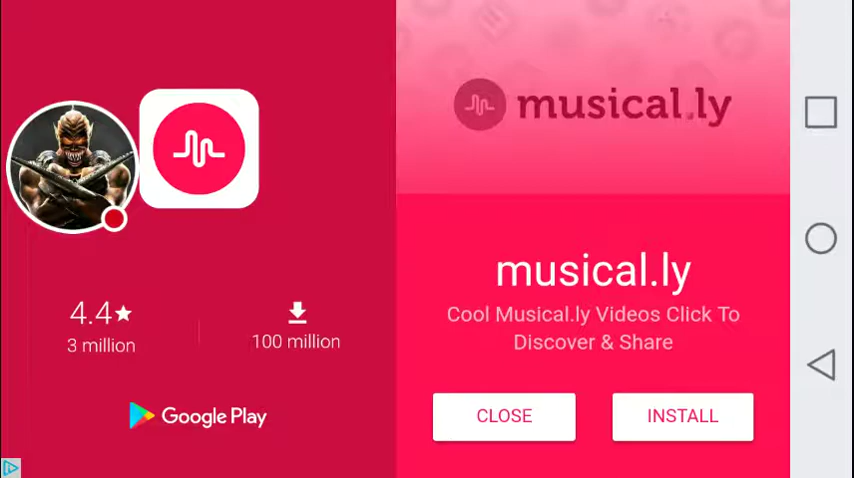 4.4★
3 million
100 million
Google Play
musical.ly
musical.ly
Cool Musical.ly Videos Click To
Discover & Share
CLOSE
INSTALL